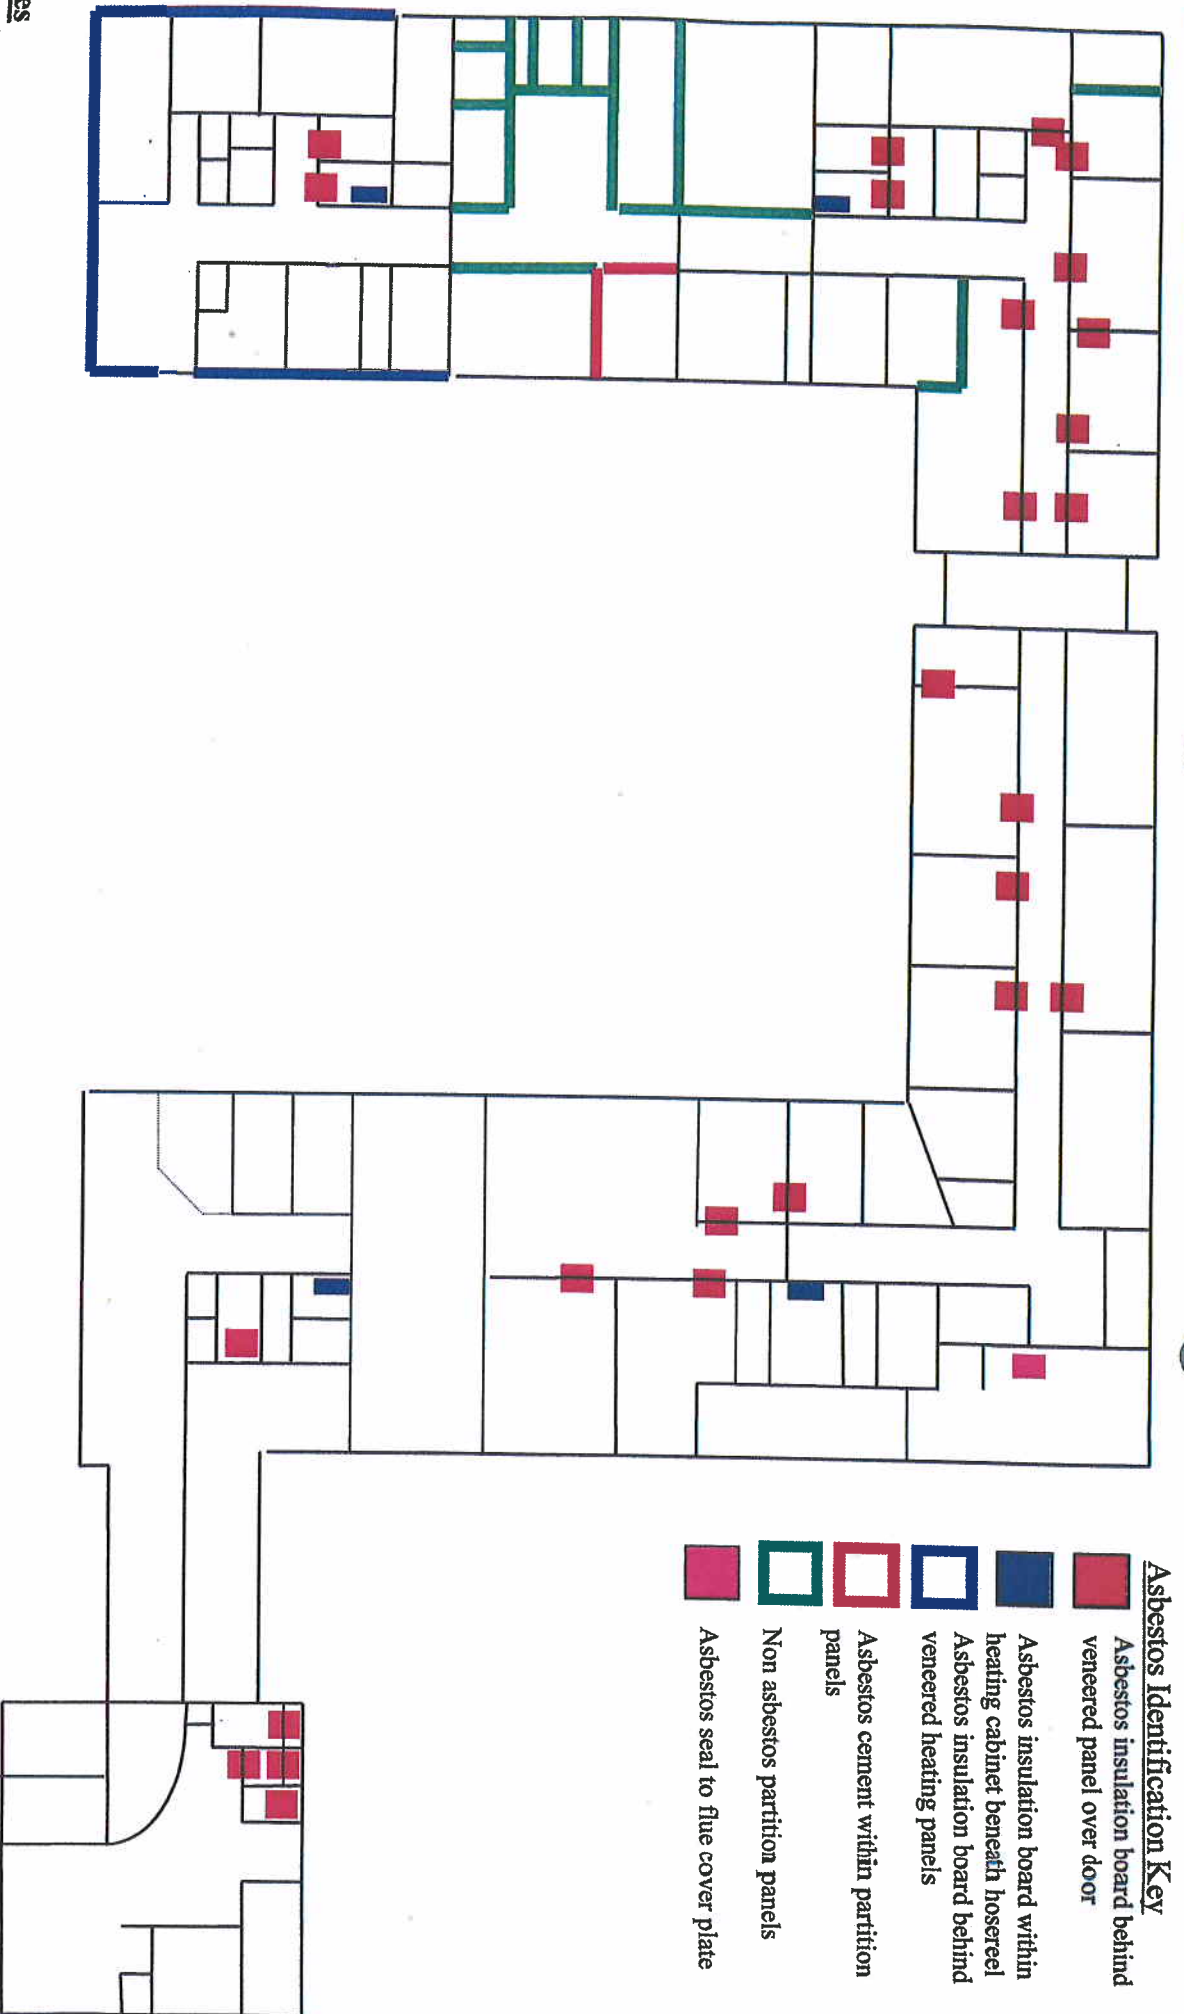 es
Asbestos Identification Key
Asbestos insulation board behind
veneered panel over door
Asbestos insulation board within
heating cabinet beneath hosereel
Asbestos insulation board behind
veneered heating panels
Asbestos cement within partition
panels
Non asbestos partition panels
Asbestos seal to flue cover plate